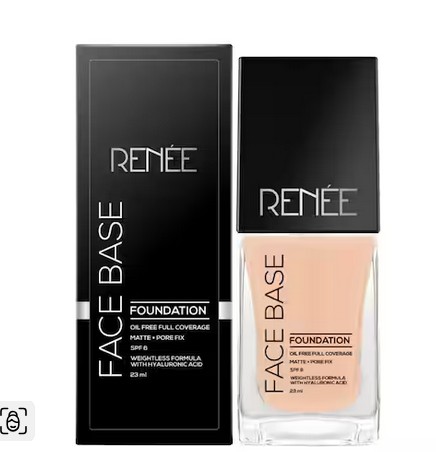 RENÉE
FACE BASE
FOUNDATION
OIL FREE FULL COVERAGE
MATTE • PORE FIX
SPF 8
WEIGHTLESS FORMULA
WITH HYALURONIC ACID
23 ml
RENÉE
FACE BASE
FOUNDATION
OIL FREE FULL COVERAGE
MATTE • PORE FIX
SPF 8
WEIGHTLESS FORMULA
WITH HYALURONIC ACID
23 ml